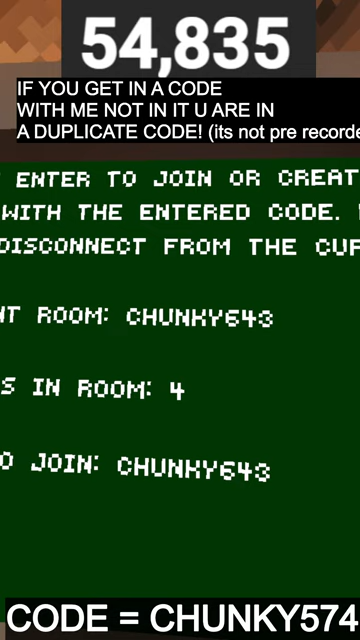 54,835
IF YOU GET IN A CODE
WITH ME NOT IN IT U ARE IN
A DUPLICATE CODE! (its not pre recorde
ENTER TO JOIN OR CREAT
WITH THE ENTERED CODE.
DISCONNECT FROM THE CUR
NT ROOM: CHUNKY643
S IN ROOM: 4
O JOIN: CHUNKY643
CODE = CHUNKY574